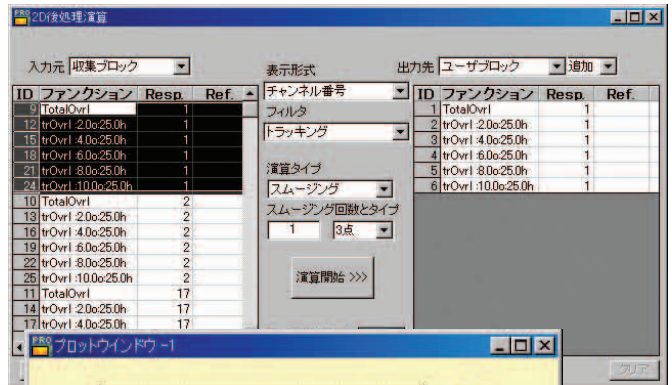 2D後処理演算
入力元 収集ブロック
表示形式
出力先 ユーザブロック 追加
ID ファンクション Resp. Ref.
9 TotalOvrl 1
12 trOvrl :2.0o:25.0h 1
15 trOvrl :4.0o:25.0h 1
18 trOvrl :6.0o:25.0h 1
21 trOvrl :8.0o:25.0h 1
24 trOvrl :10.0o:25.0h 1
10 TotalOvrl 2
13 trOvrl :2.0o:25.0h 2
16 trOvrl :4.0o:25.0h 2
19 trOvrl :6.0o:25.0h 2
22 trOvrl :8.0o:25.0h 2
25 trOvrl :10.0o:25.0h 2
11 TotalOvrl 17
14 trOvrl :2.0o:25.0h 17
17 trOvrl :4.0o:25.0h 17
チャンネル番号
フィルタ
トラッキング
演算タイプ
スムージング
スムージング回数とタイプ
1 3点
演算開始 >>>
ID ファンクション Resp. Ref.
1 TotalOvrl 1
2 trOvrl :2.0o:25.0h 1
3 trOvrl :4.0o:25.0h 1
4 trOvrl :6.0o:25.0h 1
5 trOvrl :8.0o:25.0h 1
6 trOvrl :10.0o:25.0h 1
PRO プロットウインドウ -1
クリア